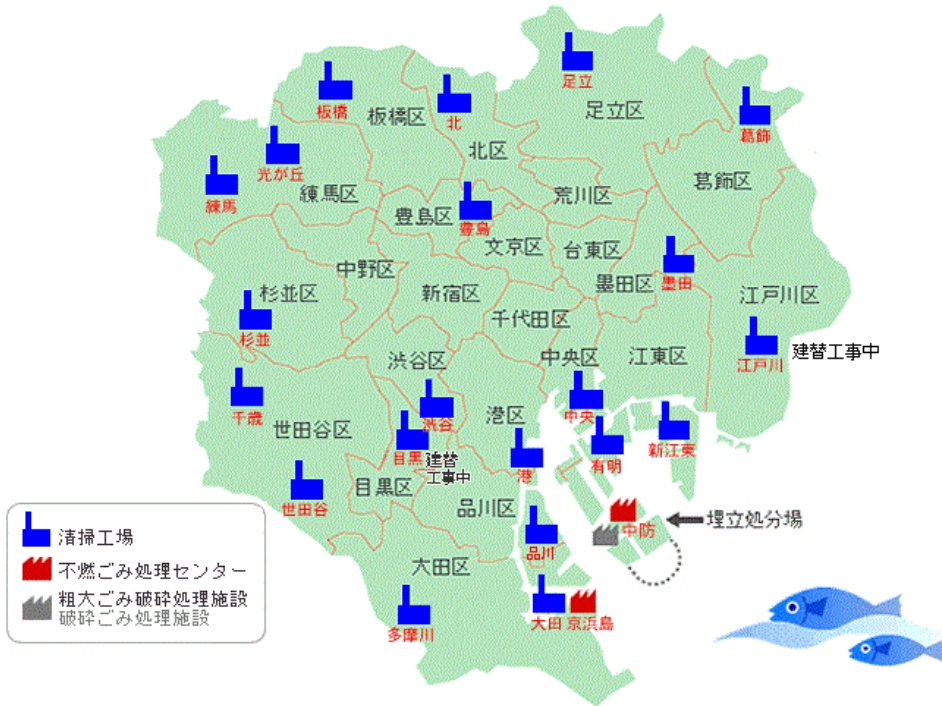 足立
板橋
北
葛飾
板橋区
足立区
光が丘
北区
練馬
練馬区
葛飾区
荒川区
豊島区
豊島
文京区
台東区
墨田
墨田区
中野区
杉並区
新宿区
江戸川区
千代田区
杉並
中央区
江東区
江戸川
建替工事中
渋谷区
千歳
渋谷
港区
中央
世田谷区
目黒
建替
工事中
港
有明
新江東
目黒区
世田谷
品川区
中防
埋立処分場
品川
大田区
大田
京浜島
多摩川
清掃工場
不燃ごみ処理センター
粗大ごみ破砕処理施設
破砕ごみ処理施設